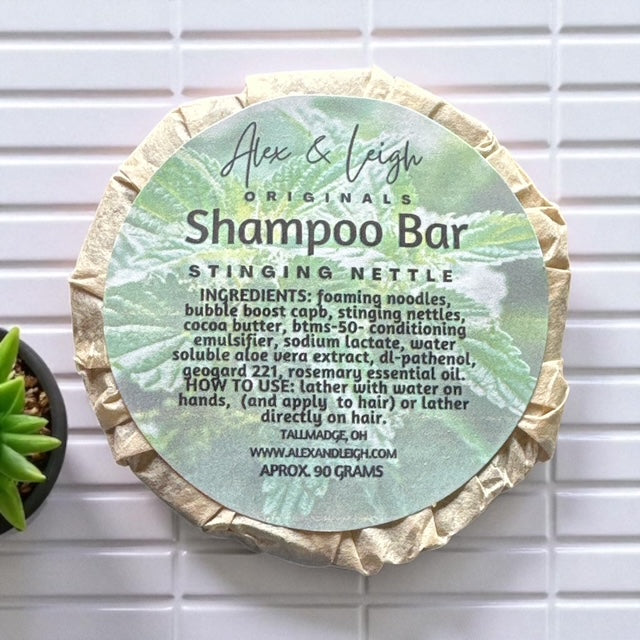 Alex & Leigh
ORIGINALS
Shampoo Bar
STINGING NETTLE
INGREDIENTS: foaming noodles,
bubble boost capb, stinging nettles,
cocoa butter, btms-50- conditioning
emulsifier, sodium lactate, water
soluble aloe vera extract, dl-pathenol,
geogard 221, rosemary essential oil.
HOW TO USE: lather with water on
hands, (and apply to hair) or lather
directly on hair.
TALLMADGE, OH
WWW.ALEXANDLEIGH.COM
APROX. 90 GRAMS